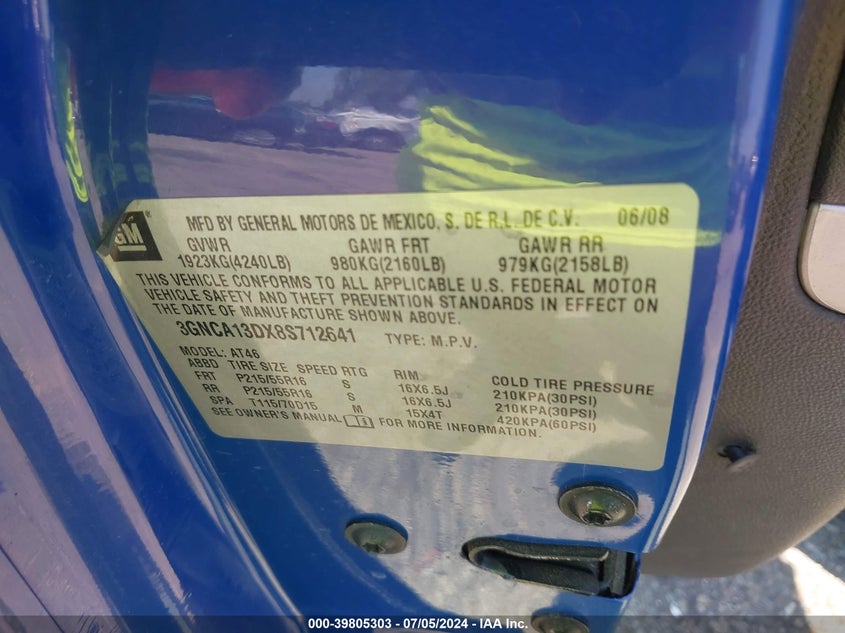 GM
MFD BY GENERAL MOTORS DE MEXICO, S. DE R.L. DE C.V. 06/08
GVWR GAWR FRT GAWR RR
1923KG(4240LB) 980KG(2160LB) 979KG(2158LB)
THIS VEHICLE CONFORMS TO ALL APPLICABLE U.S. FEDERAL MOTOR
VEHICLE SAFETY AND THEFT PREVENTION STANDARDS IN EFFECT ON
THE DATE OF MANUFACTURE SHOWN ABOVE.
3GNCA13DX8S712641 TYPE: M.P.V.
MODEL: AT46
ABBD TIRE SIZE SPEED RTG RIM COLD TIRE PRESSURE
FRT P215/55R16 S 16X6.5J 210KPA(30PSI)
RR P215/55R16 S 16X6.5J 210KPA(30PSI)
SPA T115/70D15 M 15X4T 420KPA(60PSI)
SEE OWNER'S MANUAL FOR MORE INFORMATION.
000-39805303 - 07/05/2024 - IAA Inc.